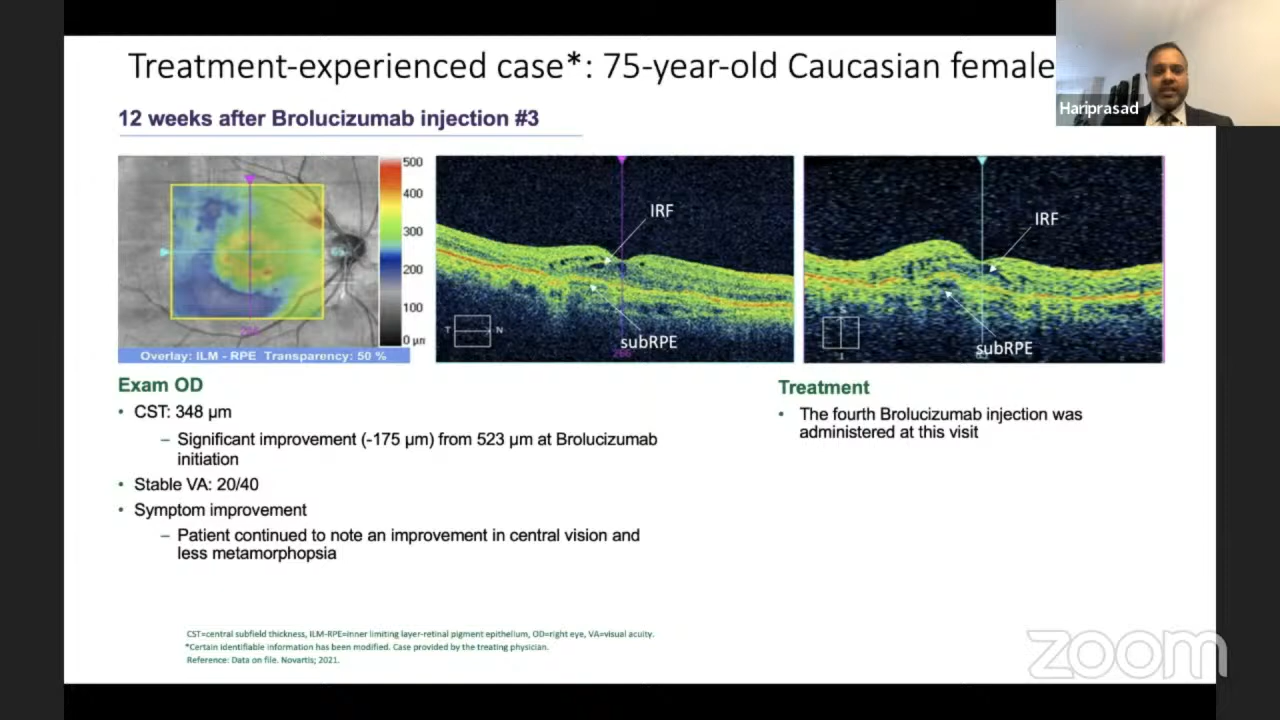 Treatment-experienced case*: 75-year-old Caucasian female
Hariprasad
12 weeks after Brolucizumab injection #3
500
400
300
200
100
0 µm
Overlay: ILM - RPE Transparency: 50 %
IRF
subRPE
T
N
IRF
subRPE
Exam OD
• CST: 348 µm
– Significant improvement (-175 µm) from 523 µm at Brolucizumab
initiation
• Stable VA: 20/40
• Symptom improvement
– Patient continued to note an improvement in central vision and
less metamorphopsia
Treatment
• The fourth Brolucizumab injection was
administered at this visit
CST=central subfield thickness, ILM-RPE=inner limiting layer-retinal pigment epithelium, OD=right eye, VA=visual acuity.
*Certain identifiable information has been modified. Case provided by the treating physician.
Reference: Data on file. Novartis; 2021.
zoom